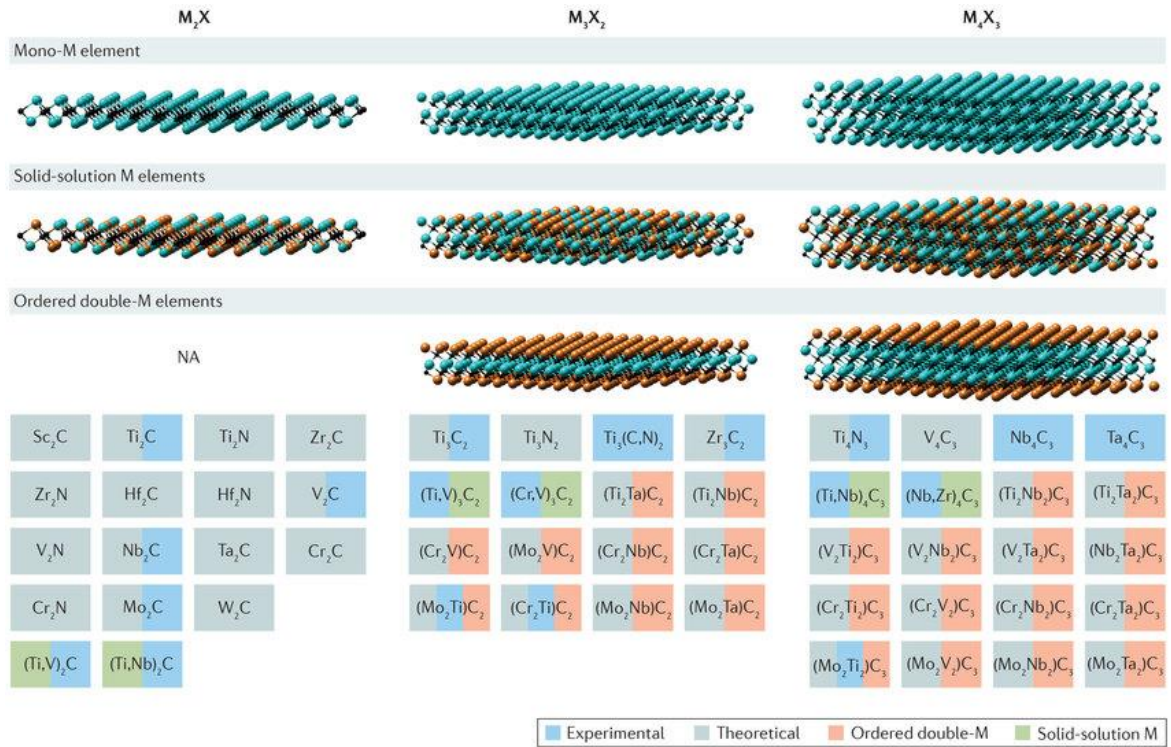 M₂X M₃X₂ M₄X₃
Mono-M element
Solid-solution M elements
Ordered double-M elements
NA
Sc₂C Ti₂C Ti₂N Zr₂C Ti₃C₂ Ti₃N₂ Ti₃(C,N)₂ Zr₃C₂ Ti₄N₃ V₄C₃ Nb₄C₃ Ta₄C₃
Zr₂N Hf₂C Hf₂N V₂C (Ti,V)₃C₂ (Cr,V)₃C₂ (Ti₂Ta)C₂ (Ti₂Nb)C₂ (Ti,Nb)₄C₃ (Nb,Zr)₄C₃ (Ti₂Nb₂)C₃ (Ti₂Ta₂)C₃
V₂N Nb₂C Ta₂C Cr₂C (Cr₂V)C₂ (Mo₂V)C₂ (Cr₂Nb)C₂ (Cr₂Ta)C₂ (V₂Ti₂)C₃ (V₂Nb₂)C₃ (V₂Ta₂)C₃ (Nb₂Ta₂)C₃
Cr₂N Mo₂C W₂C (Mo₂Ti)C₂ (Cr₂Ti)C₂ (Mo₂Nb)C₂ (Mo₂Ta)C₂ (Cr₂Ti₂)C₃ (Cr₂V₂)C₃ (Cr₂Nb₂)C₃ (Cr₂Ta₂)C₃
(Ti,V)₂C (Ti,Nb)₂C (Mo₂Ti₂)C₃ (Mo₂V₂)C₃ (Mo₂Nb₂)C₃ (Mo₂Ta₂)C₃
Experimental Theoretical Ordered double-M Solid-solution M